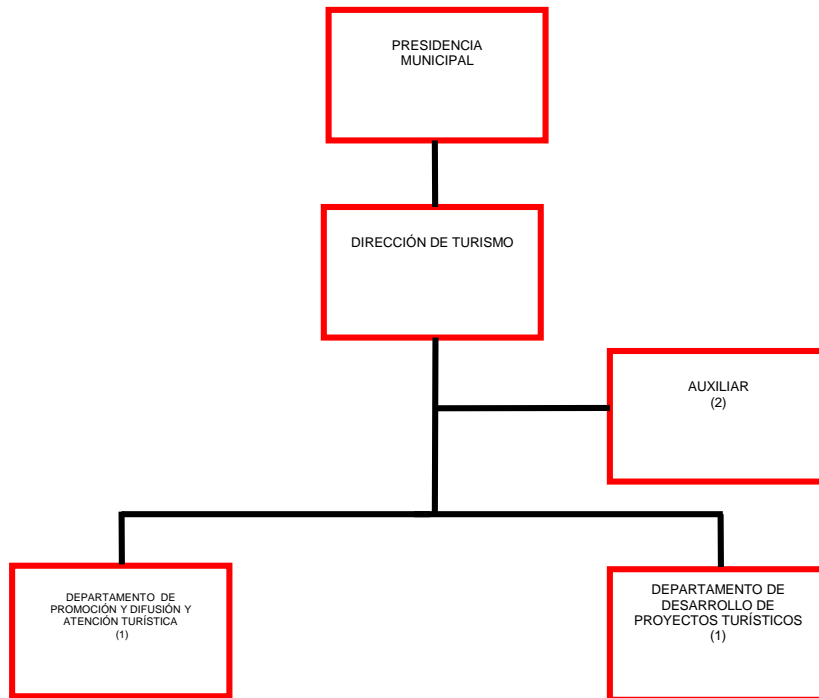 PRESIDENCIA
MUNICIPAL
DIRECCIÓN DE TURISMO
AUXILIAR
(2)
DEPARTAMENTO DE
PROMOCIÓN Y DIFUSIÓN Y
ATENCIÓN TURÍSTICA
(1)
DEPARTAMENTO DE
DESARROLLO DE
PROYECTOS TURÍSTICOS
(1)